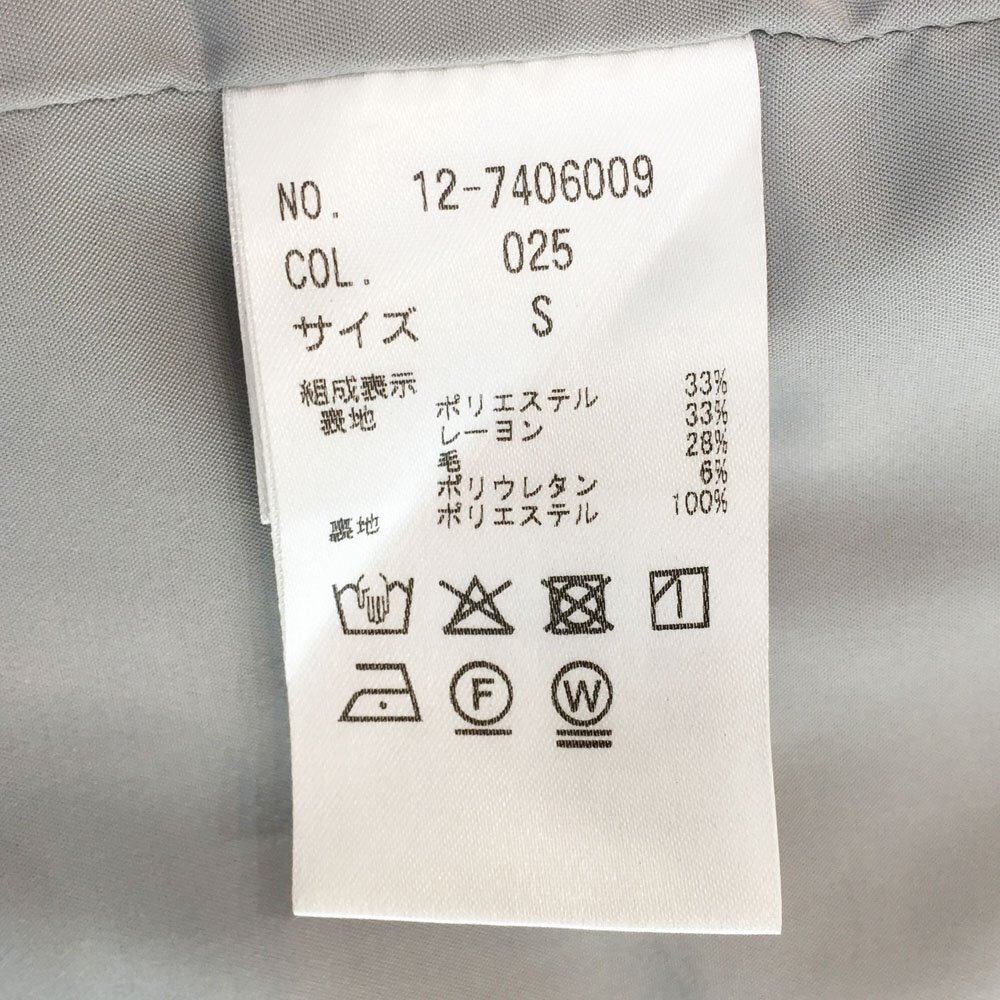 NO. 12-7406009
COL. 025
サイズ S
組成表示
表地 ポリエステル 33%
レーヨン 33%
毛 28%
ポリウレタン 6%
裏地 ポリエステル 100%
F W